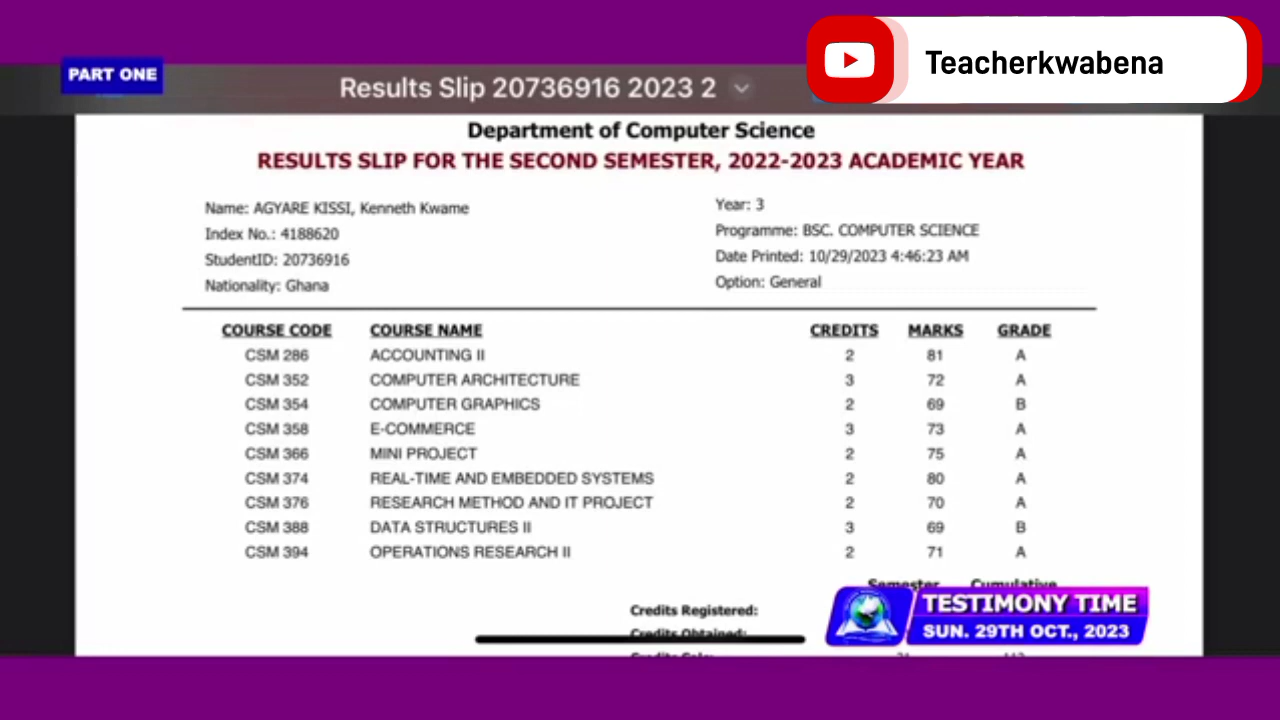 PART ONE
Results Slip 20736916 2023 2
Teacherkwabena
Department of Computer Science
RESULTS SLIP FOR THE SECOND SEMESTER, 2022-2023 ACADEMIC YEAR
Name: AGYARE KISSI, Kenneth Kwame
Year: 3
Index No.: 4188620
Programme: BSC. COMPUTER SCIENCE
StudentID: 20736916
Date Printed: 10/29/2023 4:46:23 AM
Nationality: Ghana
Option: General
COURSE CODE COURSE NAME CREDITS MARKS GRADE
CSM 286 ACCOUNTING II 2 81 A
CSM 352 COMPUTER ARCHITECTURE 3 72 A
CSM 354 COMPUTER GRAPHICS 2 69 B
CSM 358 E-COMMERCE 3 73 A
CSM 366 MINI PROJECT 2 75 A
CSM 374 REAL-TIME AND EMBEDDED SYSTEMS 2 80 A
CSM 376 RESEARCH METHOD AND IT PROJECT 2 70 A
CSM 388 DATA STRUCTURES II 3 69 B
CSM 394 OPERATIONS RESEARCH II 2 71 A
Semester Cumulative
Credits Registered:
Credits Obtained:
TESTIMONY TIME
SUN. 29TH OCT., 2023